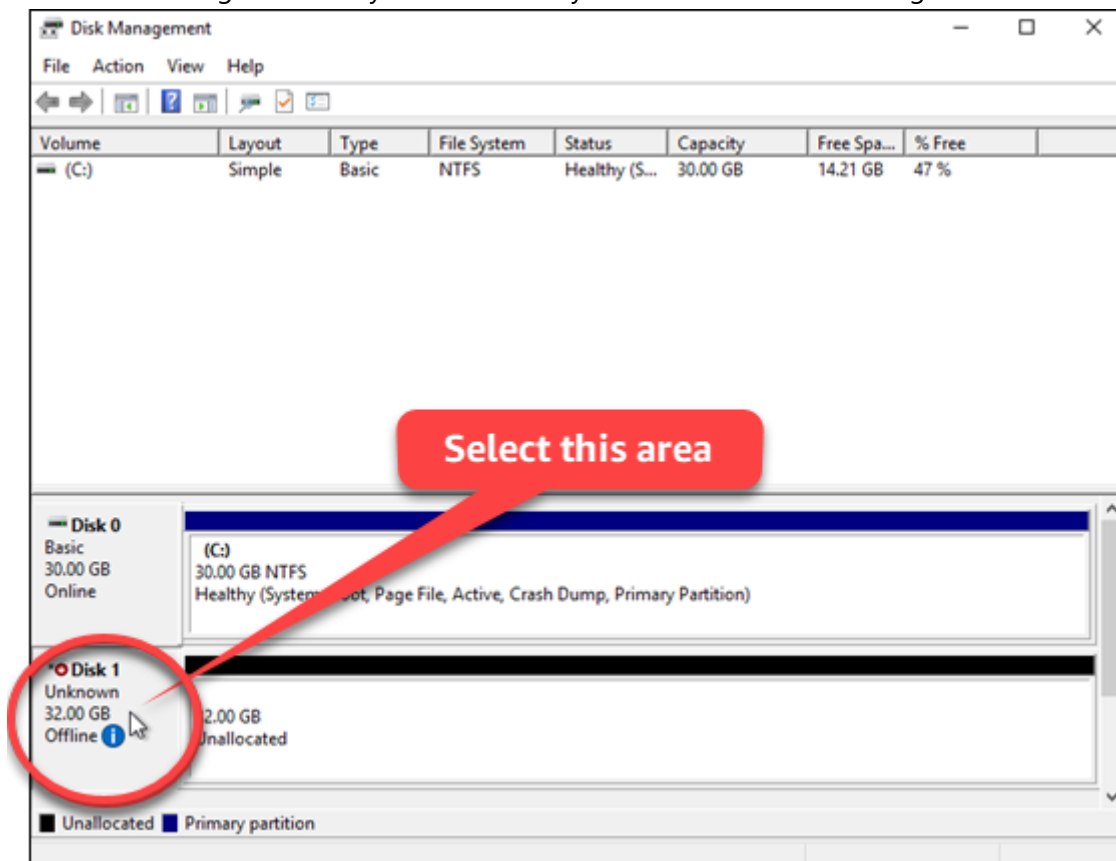 Disk Management
File Action View Help
Volume Layout Type File System Status Capacity Free Spa... % Free
(C:) Simple Basic NTFS Healthy (S... 30.00 GB 14.21 GB 47 %
Select this area
Disk 0
Basic
30.00 GB
Online
(C:)
30.00 GB NTFS
Healthy (System, Page File, Active, Crash Dump, Primary Partition)
Disk 1
Unknown
32.00 GB
Offline
2.00 GB
Unallocated
Unallocated Primary partition